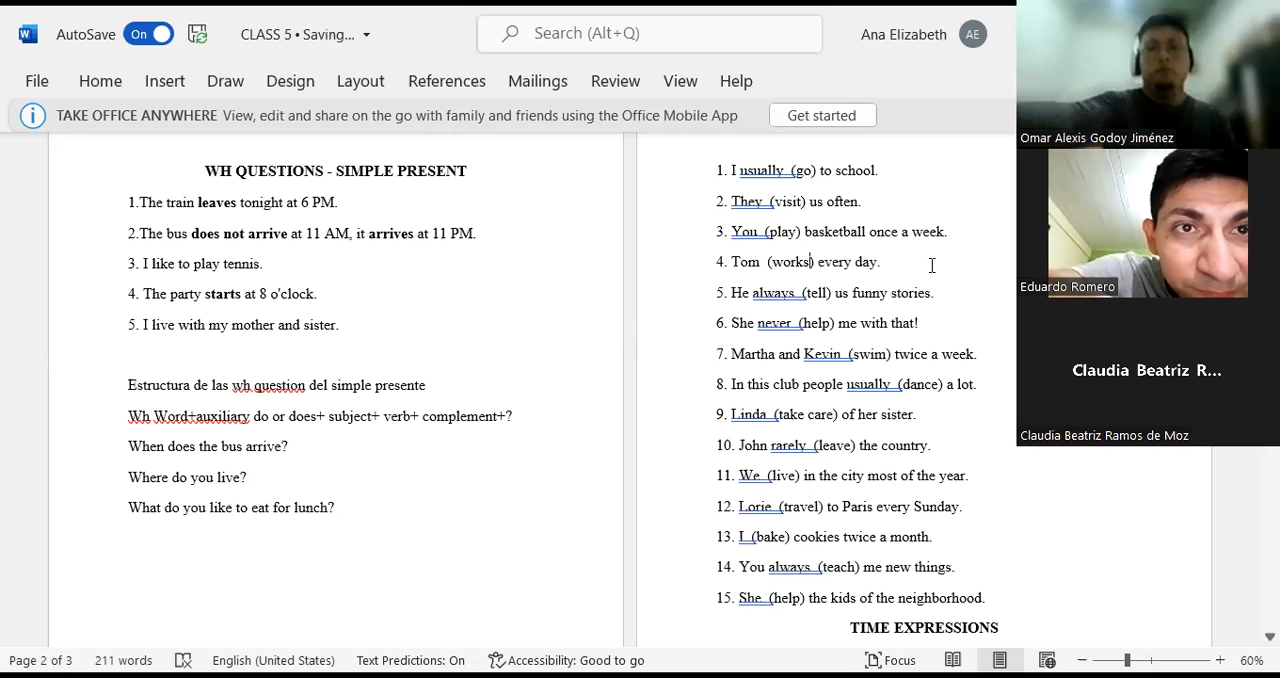 AutoSave On CLASS 5 • Saving... Search (Alt+Q) Ana Elizabeth AE
File Home Insert Draw Design Layout References Mailings Review View Help
TAKE OFFICE ANYWHERE View, edit and share on the go with family and friends using the Office Mobile App Get started
WH QUESTIONS - SIMPLE PRESENT
1.The train leaves tonight at 6 PM.
2.The bus does not arrive at 11 AM, it arrives at 11 PM.
3. I like to play tennis.
4. The party starts at 8 o'clock.
5. I live with my mother and sister.
Estructura de las wh question del simple presente
Wh Word+auxiliary do or does+ subject+ verb+ complement+?
When does the bus arrive?
Where do you live?
What do you like to eat for lunch?
1. I usually (go) to school.
2. They (visit) us often.
3. You (play) basketball once a week.
4. Tom (works) every day.
5. He always (tell) us funny stories.
6. She never (help) me with that!
7. Martha and Kevin (swim) twice a week.
8. In this club people usually (dance) a lot.
9. Linda (take care) of her sister.
10. John rarely (leave) the country.
11. We (live) in the city most of the year.
12. Lorie (travel) to Paris every Sunday.
13. I (bake) cookies twice a month.
14. You always (teach) me new things.
15. She (help) the kids of the neighborhood.
TIME EXPRESSIONS
Omar Alexis Godoy Jiménez
Eduardo Romero
Claudia Beatriz R...
Claudia Beatriz Ramos de Moz
Page 2 of 3 211 words English (United States) Text Predictions: On Accessibility: Good to go Focus 60%